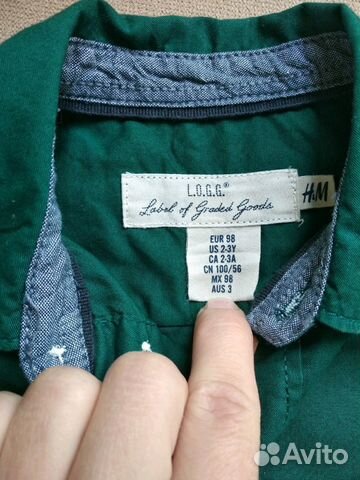 L.O.G.G.®
Label of Graded Goods
H&M
EUR 98
US 2-3Y
CA 2-3A
CN 100/56
MX 98
AUS 3
Avito